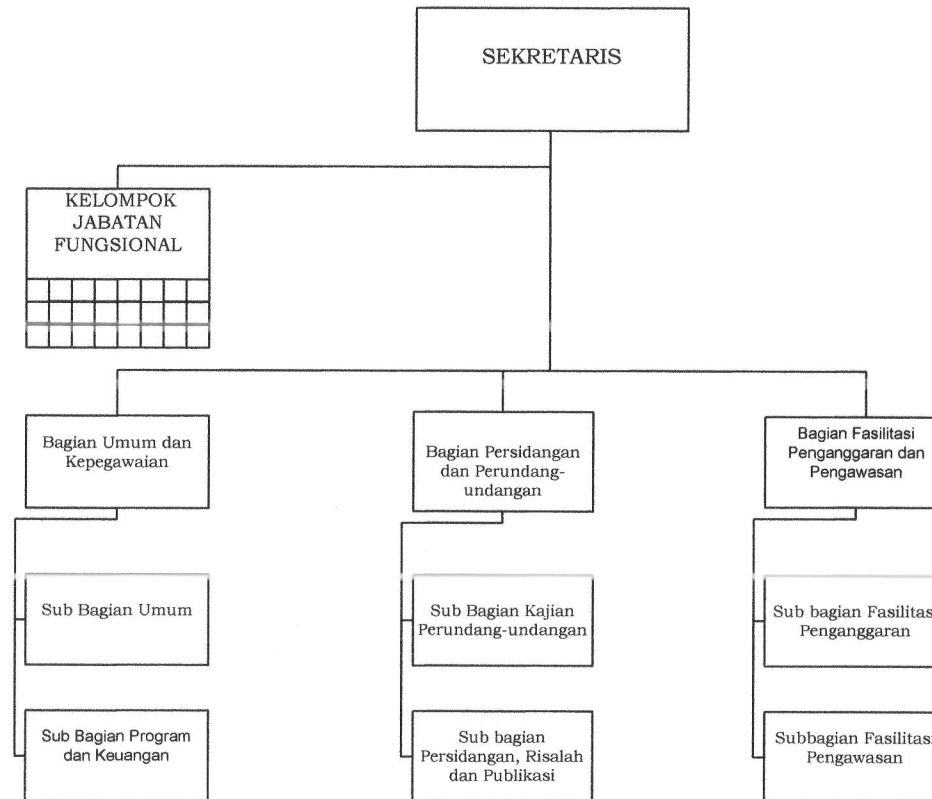 SEKRETARIS
KELOMPOK
JABATAN
FUNGSIONAL
Bagian Umum dan
Kepegawaian
Bagian Persidangan
dan Perundang-
undangan
Bagian Fasilitasi
Penganggaran dan
Pengawasan
Sub Bagian Umum
Sub Bagian Kajian
Perundang-undangan
Sub bagian Fasilitasi
Penganggaran
Sub Bagian Program
dan Keuangan
Sub bagian
Persidangan, Risalah
dan Publikasi
Subbagian Fasilitasi
Pengawasan